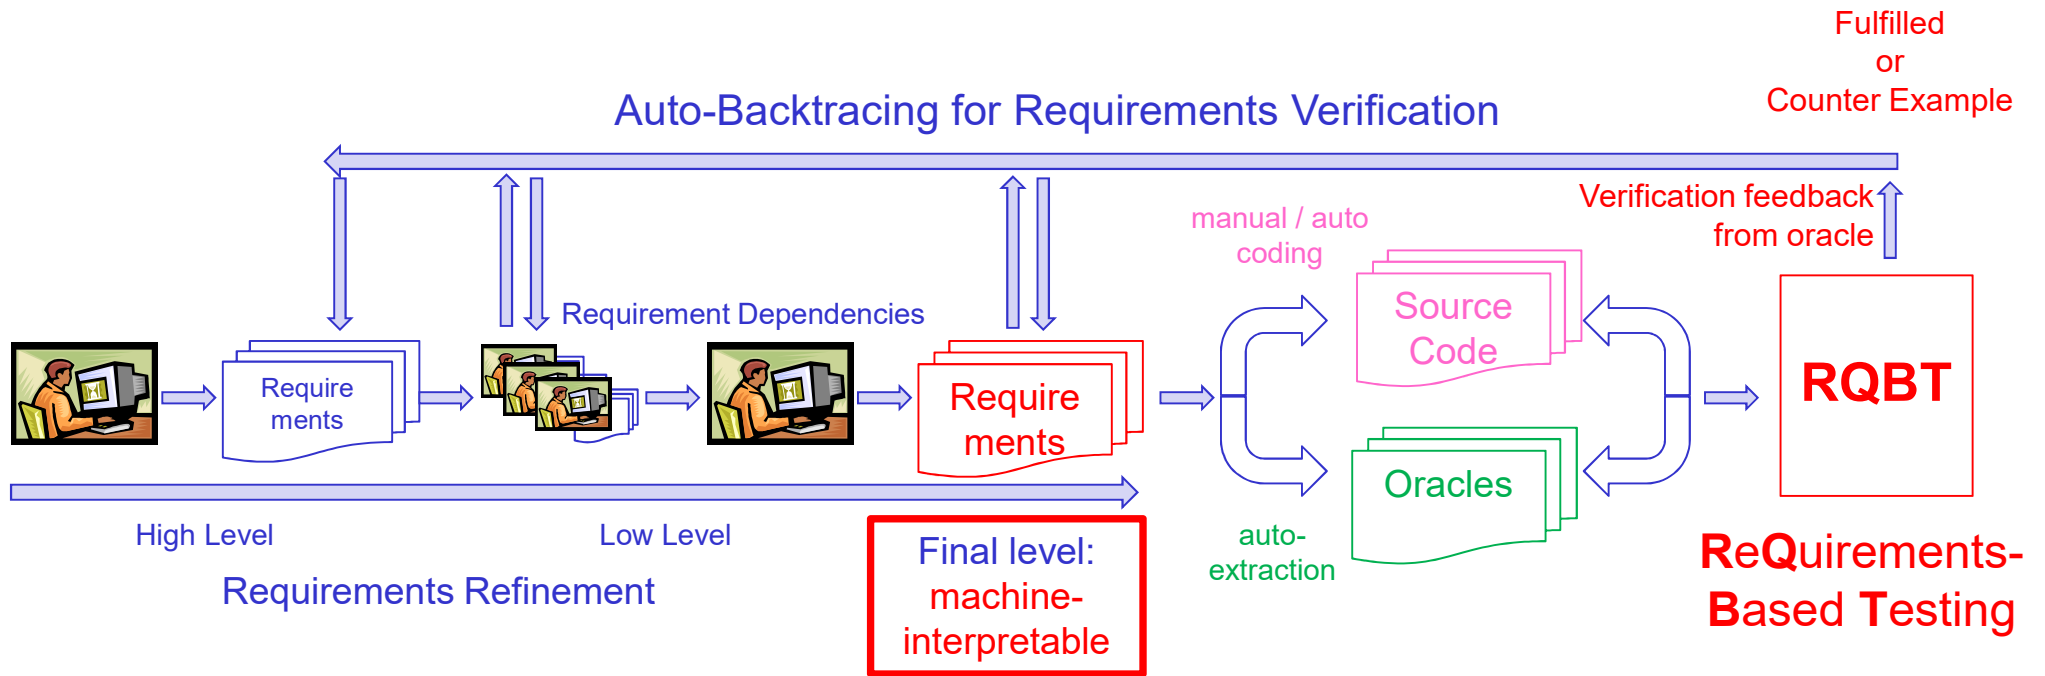 Fulfilled
or
Counter Example
Auto-Backtracing for Requirements Verification
Verification feedback
from oracle
manual / auto
coding
Requirement Dependencies
Require
ments
Require
ments
Source
Code
Oracles
RQBT
auto-
extraction
High Level
Low Level
Requirements Refinement
Final level:
machine-
interpretable
ReQuirements-
Based Testing